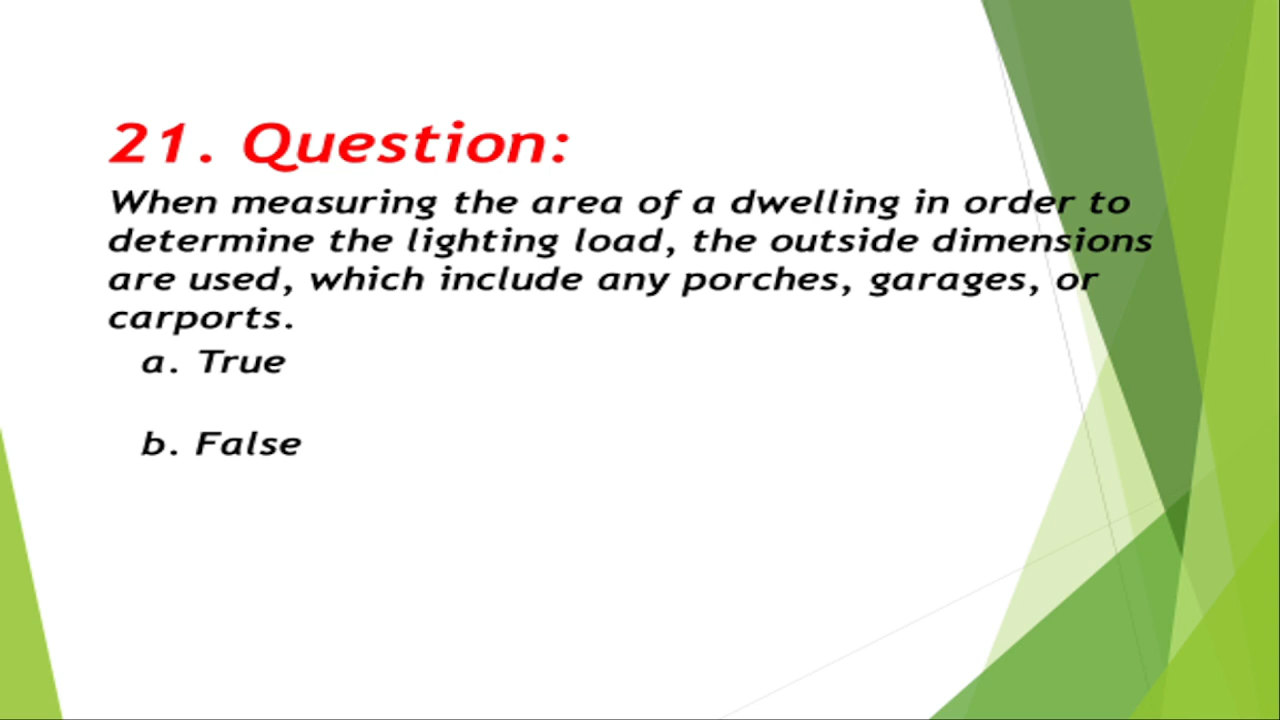 21. Question:
When measuring the area of a dwelling in order to
determine the lighting load, the outside dimensions
are used, which include any porches, garages, or
carports.
a. True
b. False